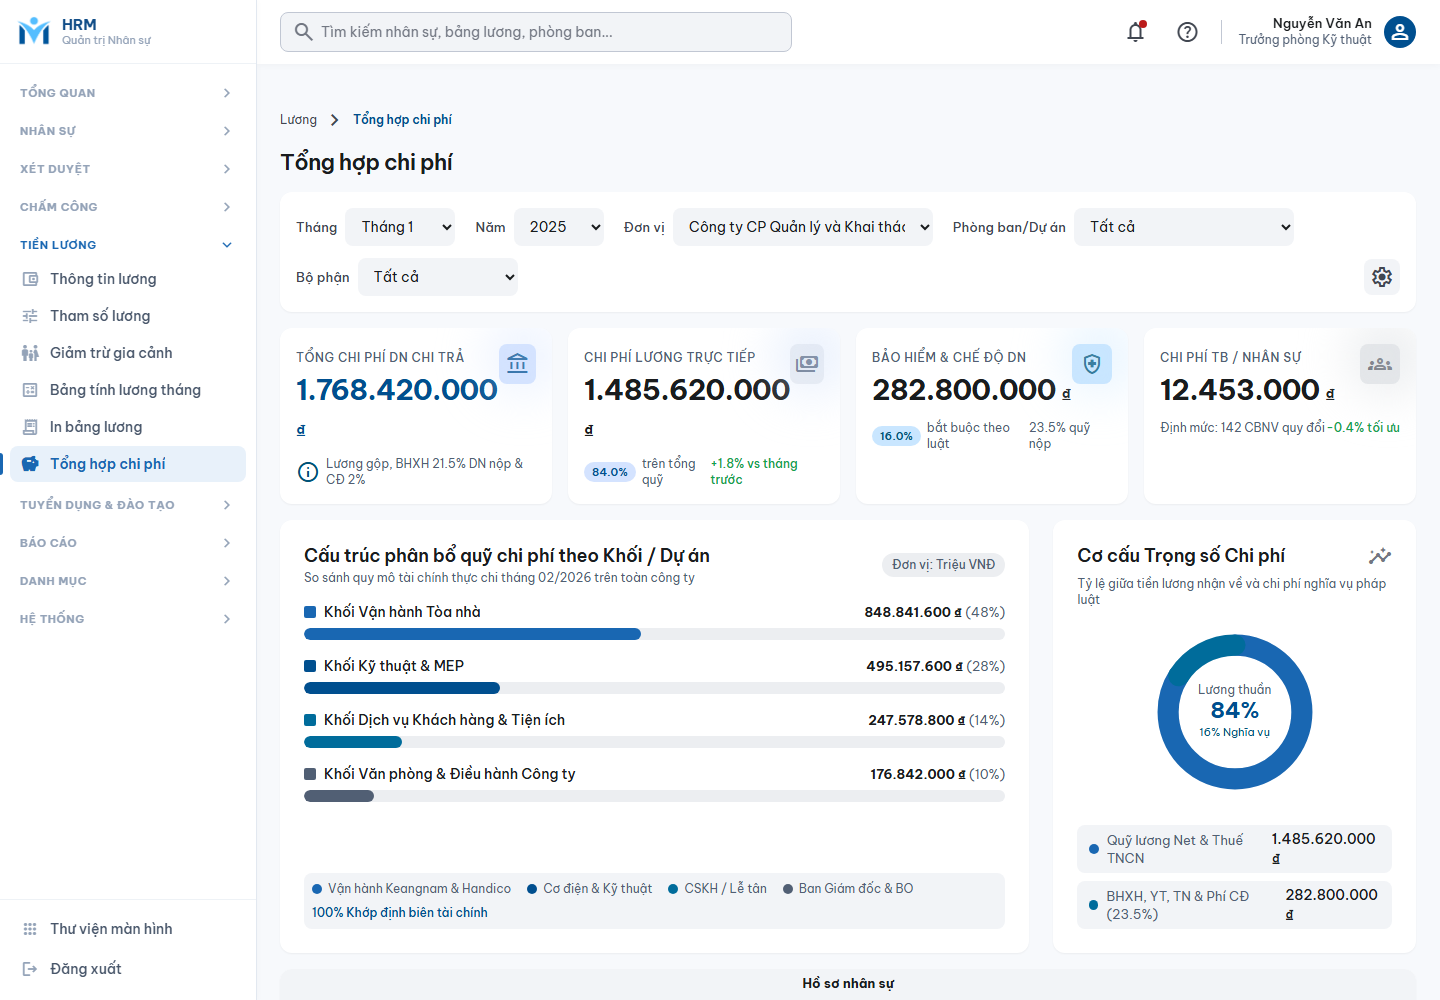 HRM
Quản trị Nhân sự
Tìm kiếm nhân sự, bảng lương, phòng ban...
Nguyễn Văn An
Trưởng phòng Kỹ thuật
TỔNG QUAN
NHÂN SỰ
XÉT DUYỆT
CHẤM CÔNG
TIỀN LƯƠNG
Thông tin lương
Tham số lương
Giảm trừ gia cảnh
Bảng tính lương tháng
In bảng lương
Tổng hợp chi phí
TUYỂN DỤNG & ĐÀO TẠO
BÁO CÁO
DANH MỤC
HỆ THỐNG
Thư viện màn hình
Đăng xuất
Lương
Tổng hợp chi phí
Tổng hợp chi phí
Tháng Tháng 1 Năm 2025 Đơn vị Công ty CP Quản lý và Khai thác Phòng ban/Dự án Tất cả
Bộ phận Tất cả
TỔNG CHI PHÍ DN CHI TRẢ
1.768.420.000
₫
Lương gộp, BHXH 21.5% DN nộp &
CĐ 2%
CHI PHÍ LƯƠNG TRỰC TIẾP
1.485.620.000
₫
84.0%
trên tổng
quỹ
+1.8% vs tháng
trước
BẢO HIỂM & CHẾ ĐỘ DN
282.800.000 ₫
16.0%
bắt buộc theo
luật
23.5% quỹ
nộp
CHI PHÍ TB / NHÂN SỰ
12.453.000 ₫
Định mức: 142 CBNV quy đổi
-0.4% tối ưu
Cấu trúc phân bổ quỹ chi phí theo Khối / Dự án
So sánh quy mô tài chính thực chi tháng 02/2026 trên toàn công ty
Đơn vị: Triệu VNĐ
Khối Vận hành Tòa nhà 848.841.600 ₫ (48%)
Khối Kỹ thuật & MEP 495.157.600 ₫ (28%)
Khối Dịch vụ Khách hàng & Tiện ích 247.578.800 ₫ (14%)
Khối Văn phòng & Điều hành Công ty 176.842.000 ₫ (10%)
Vận hành Keangnam & Handico Cơ điện & Kỹ thuật CSKH / Lễ tân Ban Giám đốc & BO
100% Khớp định biên tài chính
Cơ cấu Trọng số Chi phí
Tỷ lệ giữa tiền lương nhận về và chi phí nghĩa vụ pháp
luật
Lương thuần
84%
16% Nghĩa vụ
Quỹ lương Net & Thuế
TNCN
1.485.620.000
₫
BHXH, YT, TN & Phí CĐ
(23.5%)
282.800.000
₫
Hồ sơ nhân sự